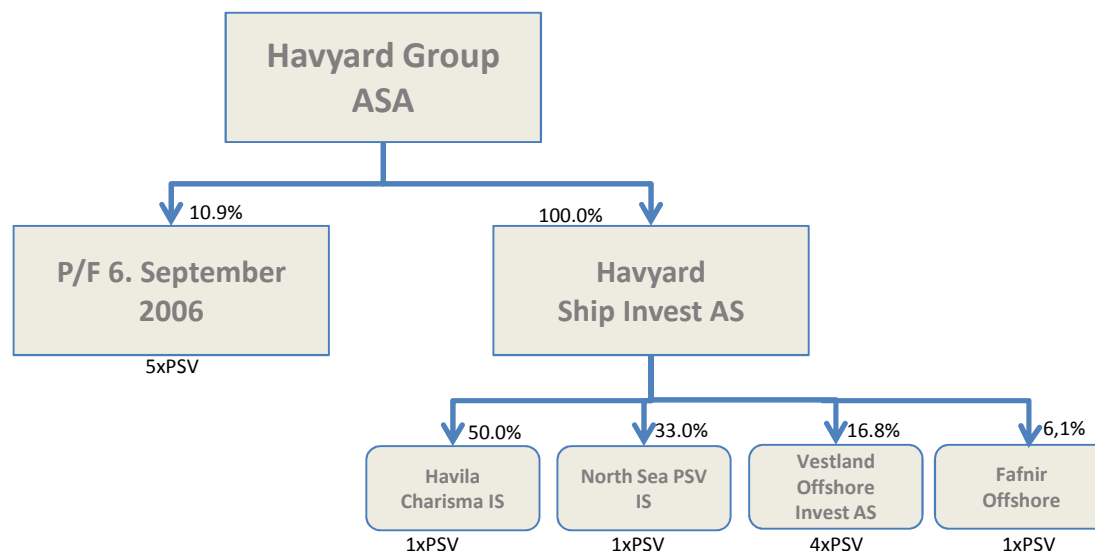 Havyard Group
ASA
10.9%
100.0%
P/F 6. September
2006
Havyard
Ship Invest AS
5xPSV
50.0%
33.0%
16.8%
6,1%
Havila
Charisma IS
North Sea PSV
IS
Vestland
Offshore
Invest AS
Fafnir
Offshore
1xPSV
1xPSV
4xPSV
1xPSV